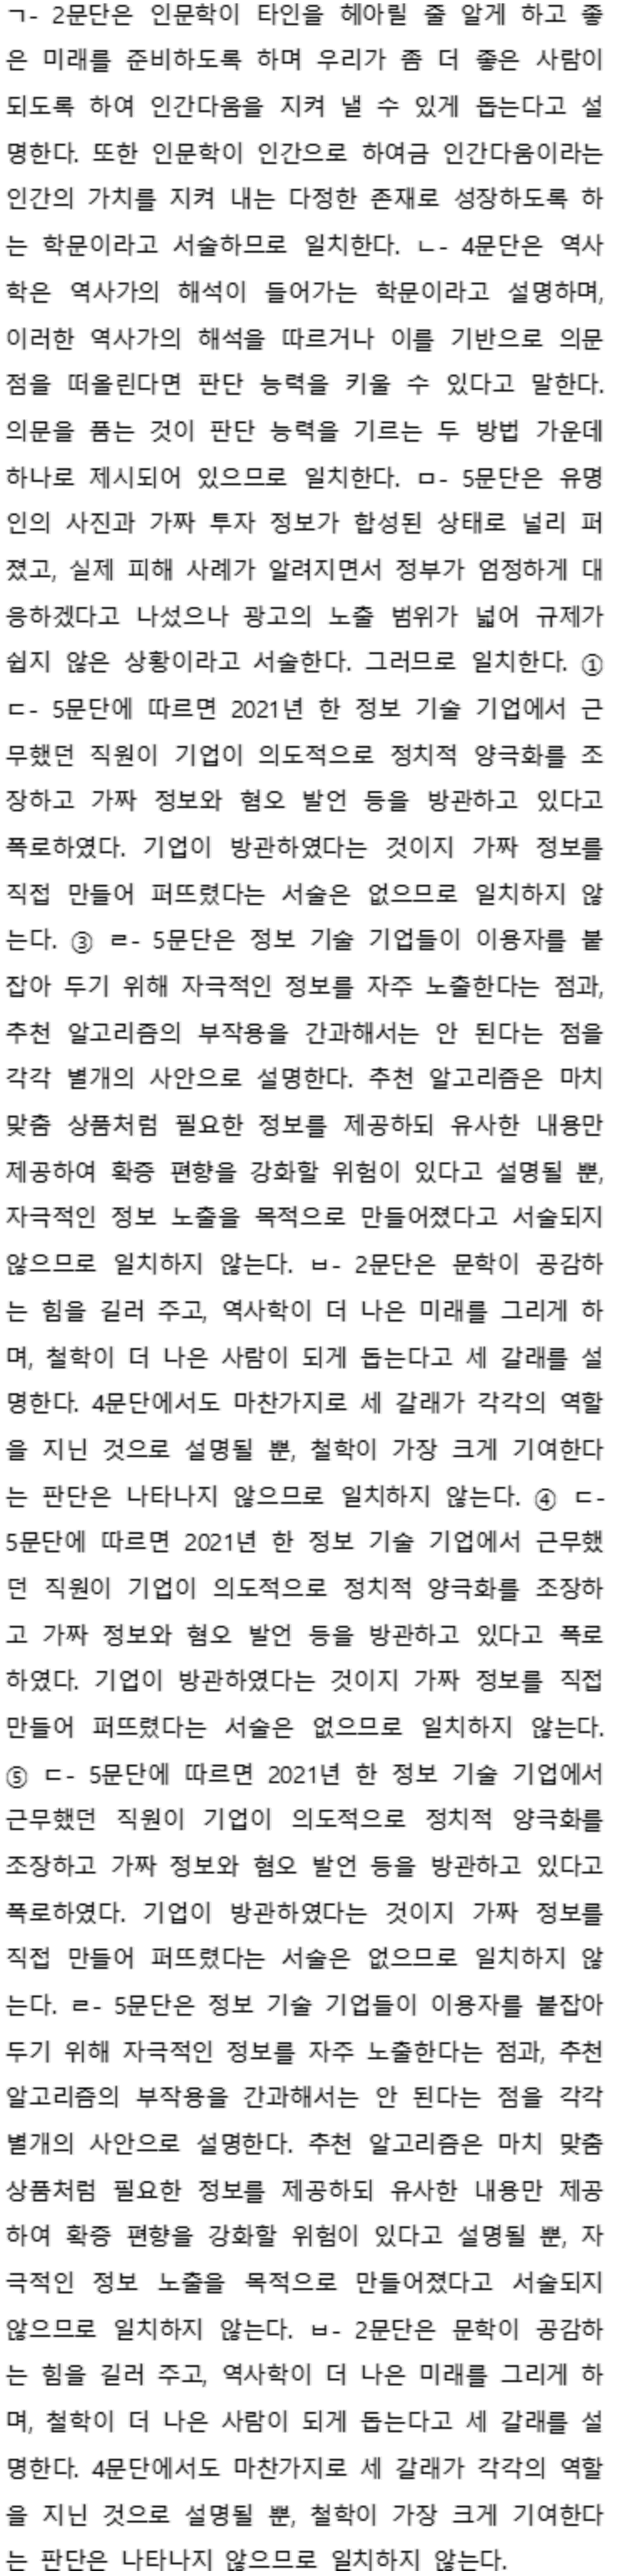 ㄱ- 2문단은 인문학이 타인을 헤아릴 줄 알게 하고 좋
은 미래를 준비하도록 하며 우리가 좀 더 좋은 사람이
되도록 하여 인간다움을 지켜 낼 수 있게 돕는다고 설
명한다. 또한 인문학이 인간으로 하여금 인간다움이라는
인간의 가치를 지켜 내는 다정한 존재로 성장하도록 하
는 학문이라고 서술하므로 일치한다. ㄴ- 4문단은 역사
학은 역사가의 해석이 들어가는 학문이라고 설명하며,
이러한 역사가의 해석을 따르거나 이를 기반으로 의문
점을 떠올린다면 판단 능력을 키울 수 있다고 말한다.
의문을 품는 것이 판단 능력을 기르는 두 방법 가운데
하나로 제시되어 있으므로 일치한다. ㅁ- 5문단은 유명
인의 사진과 가짜 투자 정보가 합성된 상태로 널리 퍼
졌고, 실제 피해 사례가 알려지면서 정부가 엄정하게 대
응하겠다고 나섰으나 광고의 노출 범위가 넓어 규제가
쉽지 않은 상황이라고 서술한다. 그러므로 일치한다. ①
ㄷ- 5문단에 따르면 2021년 한 정보 기술 기업에서 근
무했던 직원이 기업이 의도적으로 정치적 양극화를 조
장하고 가짜 정보와 혐오 발언 등을 방관하고 있다고
폭로하였다. 기업이 방관하였다는 것이지 가짜 정보를
직접 만들어 퍼뜨렸다는 서술은 없으므로 일치하지 않
는다. ③ ㄹ- 5문단은 정보 기술 기업들이 이용자를 붙
잡아 두기 위해 자극적인 정보를 자주 노출한다는 점과,
추천 알고리즘의 부작용을 간과해서는 안 된다는 점을
각각 별개의 사안으로 설명한다. 추천 알고리즘은 마치
맞춤 상품처럼 필요한 정보를 제공하되 유사한 내용만
제공하여 확증 편향을 강화할 위험이 있다고 설명될 뿐,
자극적인 정보 노출을 목적으로 만들어졌다고 서술되지
않으므로 일치하지 않는다. ㅂ- 2문단은 문학이 공감하
는 힘을 길러 주고, 역사학이 더 나은 미래를 그리게 하
며, 철학이 더 나은 사람이 되게 돕는다고 세 갈래를 설
명한다. 4문단에서도 마찬가지로 세 갈래가 각각의 역할
을 지닌 것으로 설명될 뿐, 철학이 가장 크게 기여한다
는 판단은 나타나지 않으므로 일치하지 않는다. ④ ㄷ-
5문단에 따르면 2021년 한 정보 기술 기업에서 근무했
던 직원이 기업이 의도적으로 정치적 양극화를 조장하
고 가짜 정보와 혐오 발언 등을 방관하고 있다고 폭로
하였다. 기업이 방관하였다는 것이지 가짜 정보를 직접
만들어 퍼뜨렸다는 서술은 없으므로 일치하지 않는다.
⑤ ㄷ- 5문단에 따르면 2021년 한 정보 기술 기업에서
근무했던 직원이 기업이 의도적으로 정치적 양극화를
조장하고 가짜 정보와 혐오 발언 등을 방관하고 있다고
폭로하였다. 기업이 방관하였다는 것이지 가짜 정보를
직접 만들어 퍼뜨렸다는 서술은 없으므로 일치하지 않
는다. ㄹ- 5문단은 정보 기술 기업들이 이용자를 붙잡아
두기 위해 자극적인 정보를 자주 노출한다는 점과, 추천
알고리즘의 부작용을 간과해서는 안 된다는 점을 각각
별개의 사안으로 설명한다. 추천 알고리즘은 마치 맞춤
상품처럼 필요한 정보를 제공하되 유사한 내용만 제공
하여 확증 편향을 강화할 위험이 있다고 설명될 뿐, 자
극적인 정보 노출을 목적으로 만들어졌다고 서술되지
않으므로 일치하지 않는다. ㅂ- 2문단은 문학이 공감하
는 힘을 길러 주고, 역사학이 더 나은 미래를 그리게 하
며, 철학이 더 나은 사람이 되게 돕는다고 세 갈래를 설
명한다. 4문단에서도 마찬가지로 세 갈래가 각각의 역할
을 지닌 것으로 설명될 뿐, 철학이 가장 크게 기여한다
는 판단은 나타나지 않으므로 일치하지 않는다.